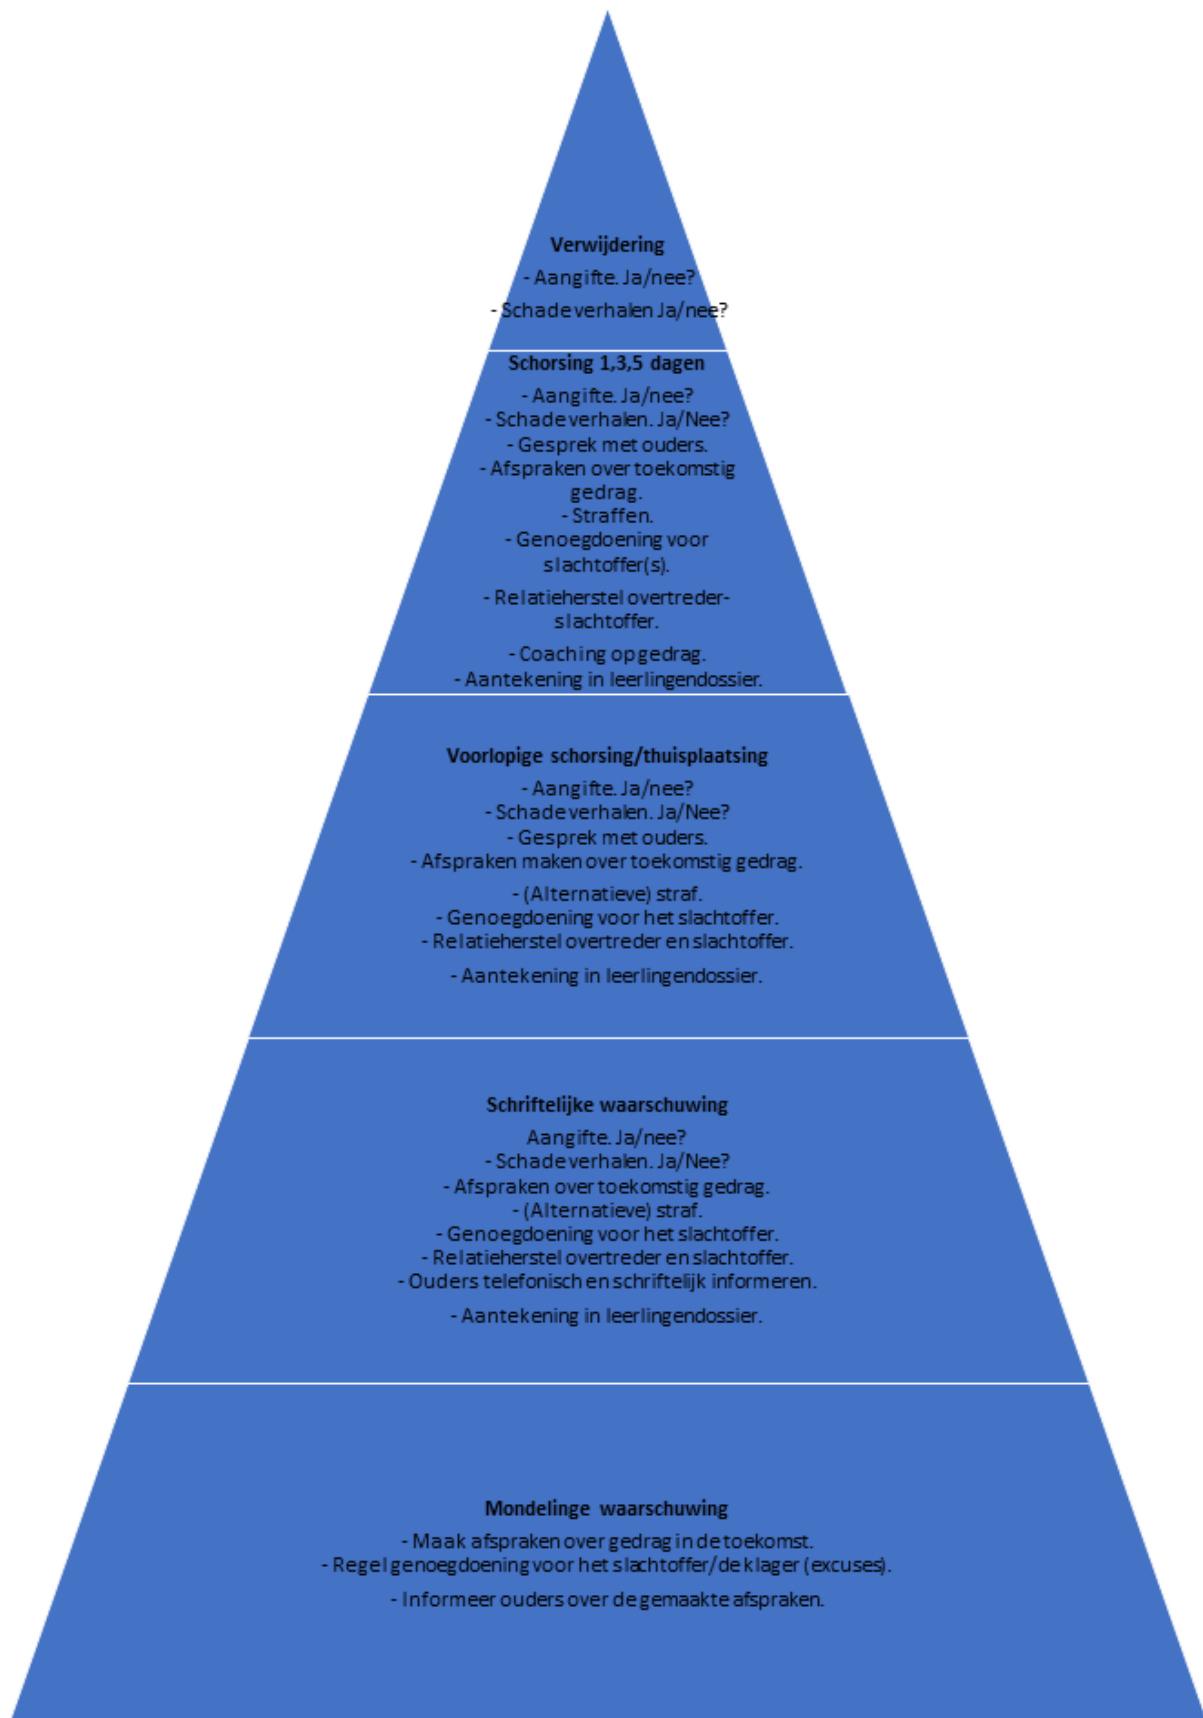 Verwijdering
- Aangifte. Ja/nee?
- Schade verhalen Ja/nee?
Schorsing 1,3,5 dagen
- Aangifte. Ja/nee?
- Schade verhalen. Ja/Nee?
- Gesprek met ouders.
- Afspraken over toekomstig
gedrag.
- Straffen.
- Genoegdoening voor
slachtoffer(s).
- Relatieherstel overtreder-
slachtoffer.
- Coaching op gedrag.
- Aantekening in leerlingendossier.
Voorlopige schorsing/thuisplaatsing
- Aangifte. Ja/nee?
- Schade verhalen. Ja/Nee?
- Gesprek met ouders.
- Afspraken maken over toekomstig gedrag.
- (Alternatieve) straf.
- Genoegdoening voor het slachtoffer.
- Relatieherstel overtreder en slachtoffer.
- Aantekening in leerlingendossier.
Schriftelijke waarschuwing
Aangifte. Ja/nee?
- Schade verhalen. Ja/Nee?
- Afspraken over toekomstig gedrag.
- (Alternatieve) straf.
- Genoegdoening voor het slachtoffer.
- Relatieherstel overtreder en slachtoffer.
- Ouders telefonisch en schriftelijk informeren.
- Aantekening in leerlingendossier.
Mondelinge waarschuwing
- Maak afspraken over gedrag in de toekomst.
- Regel genoegdoening voor het slachtoffer/de klager (excuses).
- Informeer ouders over de gemaakte afspraken.